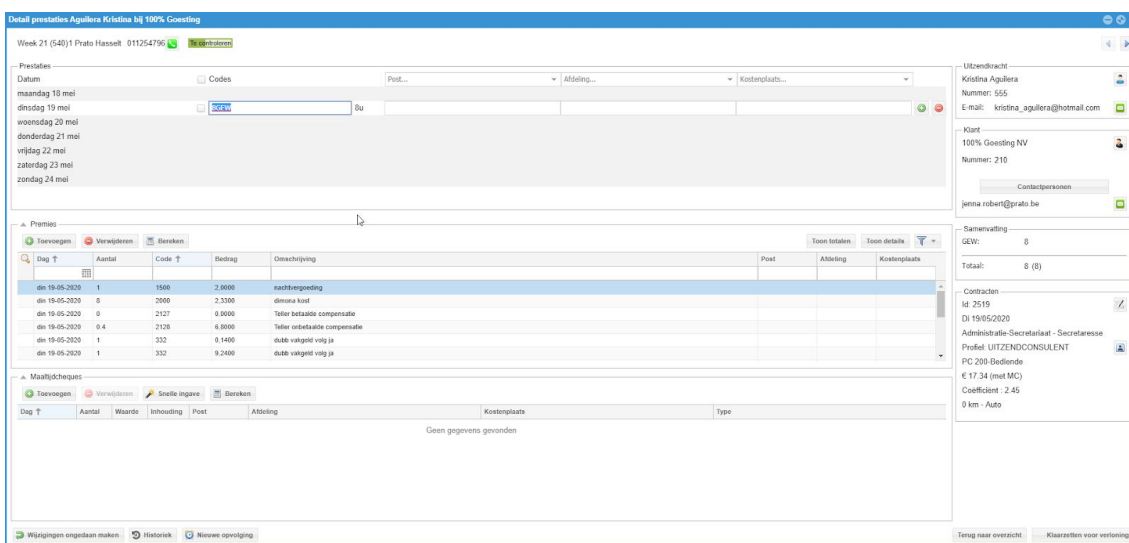 Detail prestaties Aguilera Kristina bij 100% Goesting
Week 21 (540)1 Prato Hasselt 011254796 Te controleren
Prestaties
Datum Codes Post... Afdeling... Kostenplaats...
maandag 18 mei
dinsdag 19 mei 8GEW 8u
woensdag 20 mei
donderdag 21 mei
vrijdag 22 mei
zaterdag 23 mei
zondag 24 mei
Premies
Toevoegen Verwijderen Bereken Toon totalen Toon details
Dag ↑ Aantal Code ↑ Bedrag Omschrijving Post Afdeling Kostenplaats
din 19-05-2020 1 1500 2,0000 nachtvergoeding
din 19-05-2020 8 2000 2,3300 dimona kost
din 19-05-2020 0 2127 0,0000 Teller betaalde compensatie
din 19-05-2020 0.4 2128 6,8000 Teller onbetaalde compensatie
din 19-05-2020 1 332 0,1400 dubb vakgeld volg ja
din 19-05-2020 1 332 9,2400 dubb vakgeld volg ja
Maaltijdcheques
Toevoegen Verwijderen Snelle ingave Bereken
Dag ↑ Aantal Waarde Inhouding Post Afdeling Kostenplaats Type
Geen gegevens gevonden
Wijzigingen ongedaan maken Historiek Nieuwe opvolging
Uitzendkracht
Kristina Aguilera
Nummer: 555
E-mail: kristina_aguilera@hotmail.com
Klant
100% Goesting NV
Nummer: 210
Contactpersonen
jenna.robert@prato.be
Samenvatting
GEW: 8
Totaal: 8 (8)
Contracten
Id: 2519
Di 19/05/2020
Administratie-Secretariaat - Secretaresse
Profiel: UITZENDCONSULENT
PC 200-Bediende
€ 17.34 (met MC)
Coëfficiënt : 2.45
0 km - Auto
Terug naar overzicht Klaarzetten voor verloning